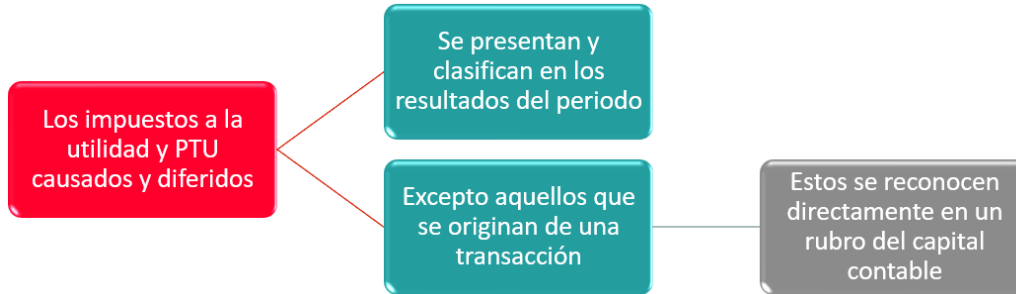 Los impuestos a la
utilidad y PTU
causados y diferidos
Se presentan y
clasifican en los
resultados del periodo
Excepto aquellos que
se originan de una
transacción
Estos se reconocen
directamente en un
rubro del capital
contable